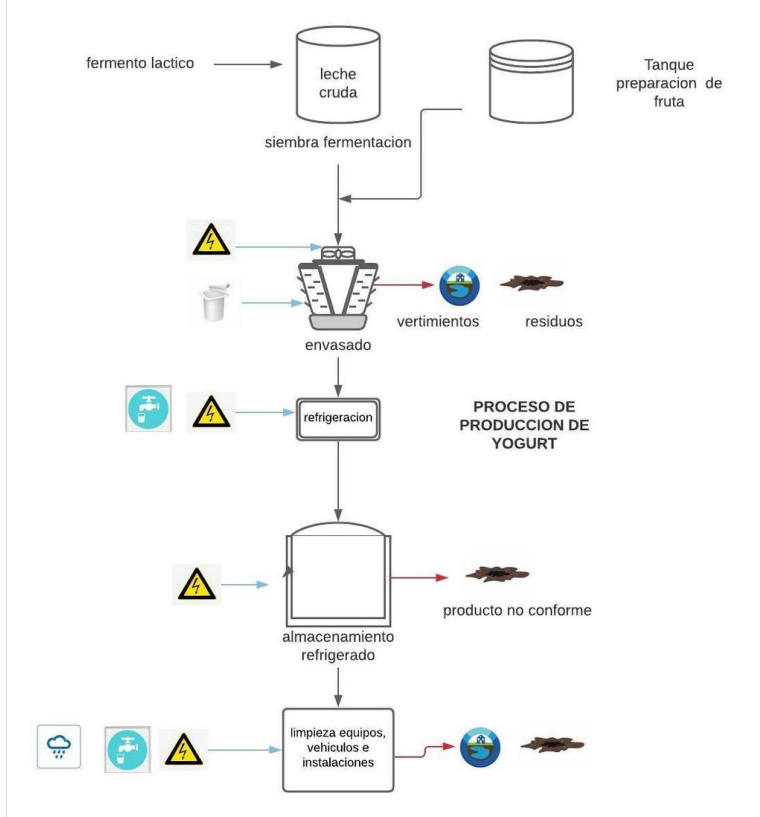 fermento lactico
leche
cruda
Tanque
preparacion de
fruta
siembra fermentacion
vertimientos
residuos
envasado
refrigeracion
PROCESO DE
PRODUCCION DE
YOGURT
producto no conforme
almacenamiento
refrigerado
limpieza equipos,
vehiculos e
instalaciones